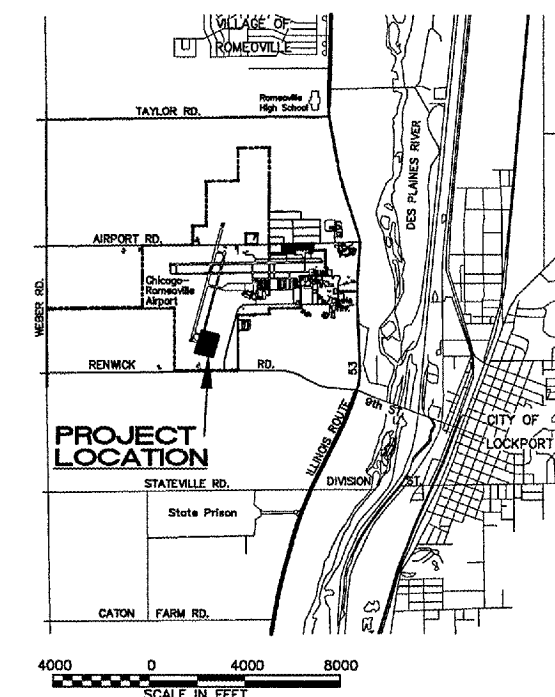 VILLAGE OF
ROMEOVILLE
Romeoville
High School
TAYLOR RD.
DES PLAINES RIVER
AIRPORT RD.
Chicago-
Romeoville
Airport
WEBER RD.
RENWICK RD.
53
9th ST.
ILLINOIS ROUTE
CITY OF
LOCKPORT
PROJECT
LOCATION
STATEVILLE RD.
DIVISION ST.
State Prison
CATON FARM RD.
4000 0 4000 8000
SCALE IN FEET